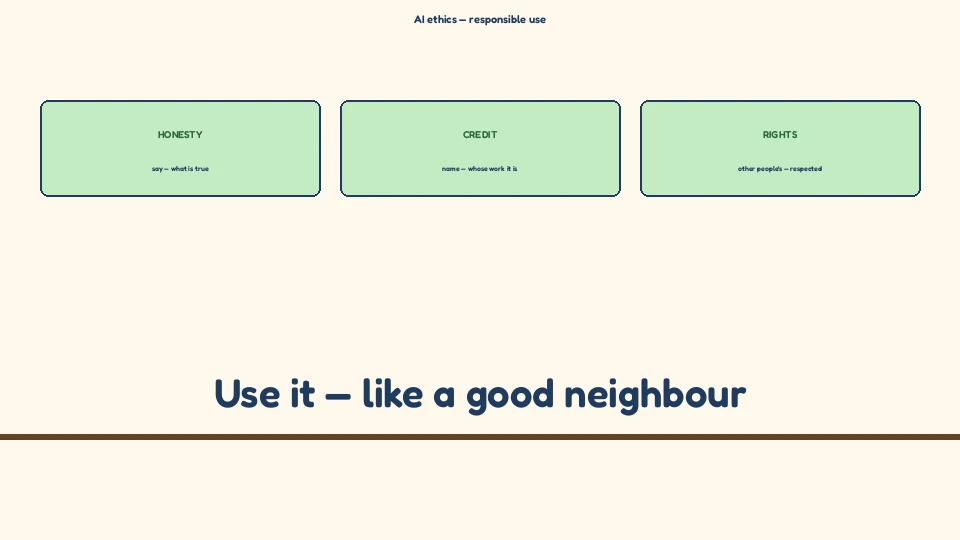 AI ethics — responsible use
HONESTY
say — what is true
CREDIT
name — whose work it is
RIGHTS
other people's — respected
Use it — like a good neighbour